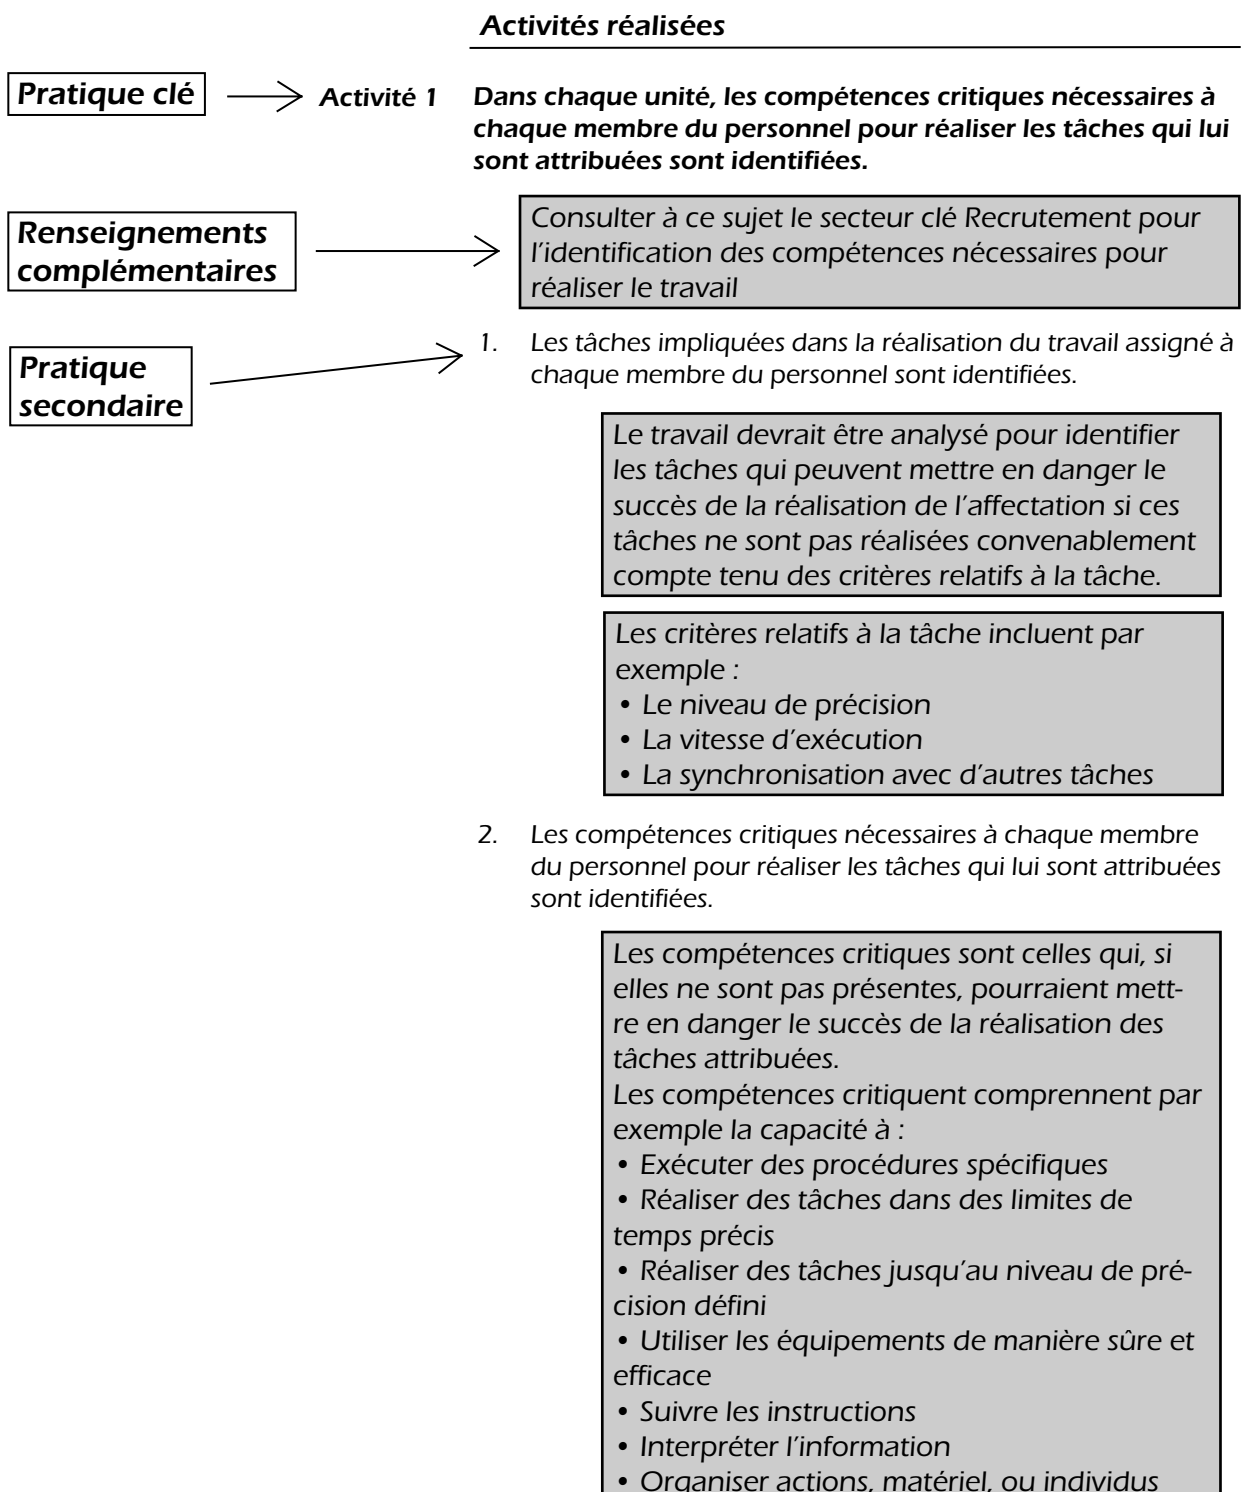 Activités réalisées
Pratique clé
Activité 1
Dans chaque unité, les compétences critiques nécessaires à
chaque membre du personnel pour réaliser les tâches qui lui
sont attribuées sont identifiées.
Renseignements
complémentaires
Consulter à ce sujet le secteur clé Recrutement pour
l'identification des compétences nécessaires pour
réaliser le travail
Pratique
secondaire
1. Les tâches impliquées dans la réalisation du travail assigné à
chaque membre du personnel sont identifiées.
Le travail devrait être analysé pour identifier
les tâches qui peuvent mettre en danger le
succès de la réalisation de l'affectation si ces
tâches ne sont pas réalisées convenablement
compte tenu des critères relatifs à la tâche.
Les critères relatifs à la tâche incluent par
exemple :
• Le niveau de précision
• La vitesse d'exécution
• La synchronisation avec d'autres tâches
2. Les compétences critiques nécessaires à chaque membre
du personnel pour réaliser les tâches qui lui sont attribuées
sont identifiées.
Les compétences critiques sont celles qui, si
elles ne sont pas présentes, pourraient mett-
re en danger le succès de la réalisation des
tâches attribuées.
Les compétences critiquent comprennent par
exemple la capacité à :
• Exécuter des procédures spécifiques
• Réaliser des tâches dans des limites de
temps précis
• Réaliser des tâches jusqu'au niveau de pré-
cision défini
• Utiliser les équipements de manière sûre et
efficace
• Suivre les instructions
• Interpréter l'information
• Organiser actions, matériel, ou individus